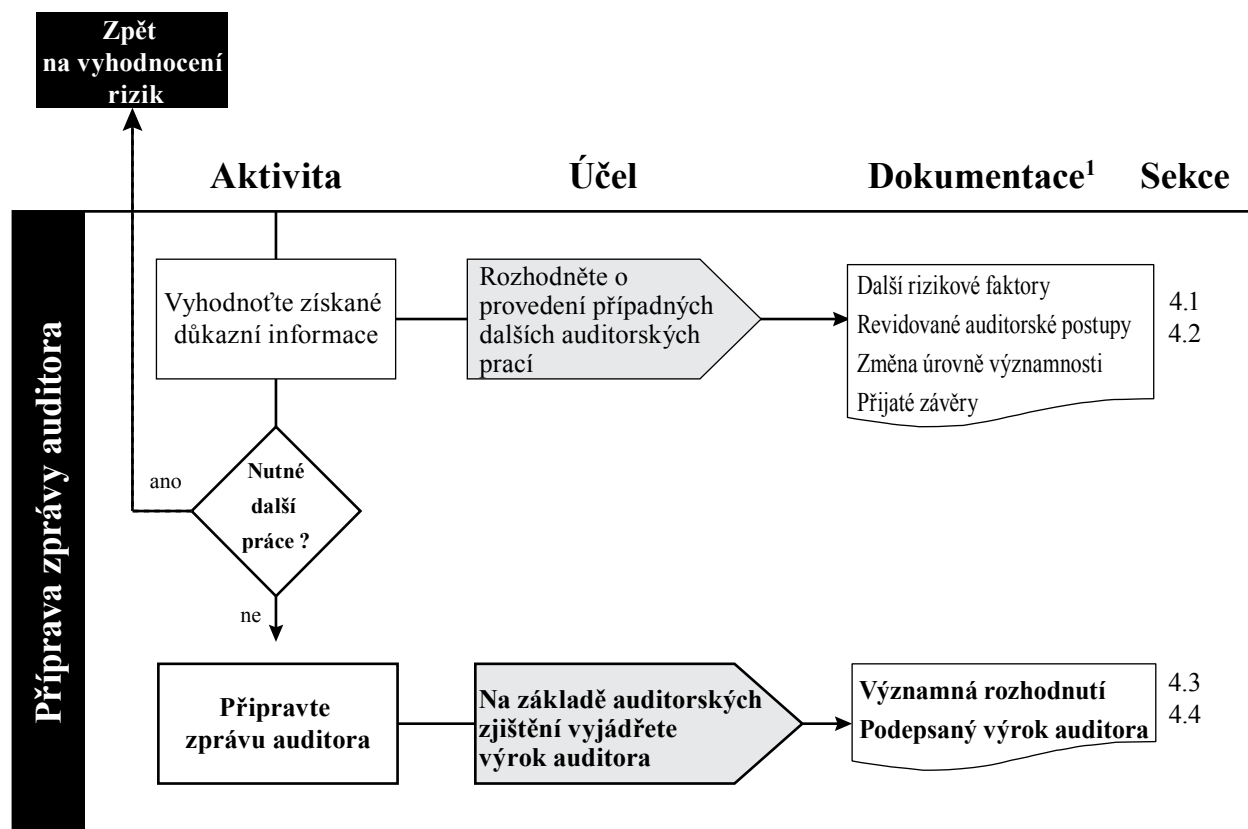 Zpět
na vyhodnocení
rizik
Aktivita
Účel
Dokumentace¹
Sekce
Příprava zprávy auditora
Vyhodnoťte získané
důkazní informace
Rozhodněte o
provedení případných
dalších auditorských
prací
Další rizikové faktory
Revidované auditorské postupy
Změna úrovně významnosti
Přijaté závěry
4.1
4.2
ano
Nutné
další
práce ?
ne
Připravte
zprávu auditora
Na základě auditorských
zjištění vyjádřete
výrok auditora
Významná rozhodnutí
Podepsaný výrok auditora
4.3
4.4